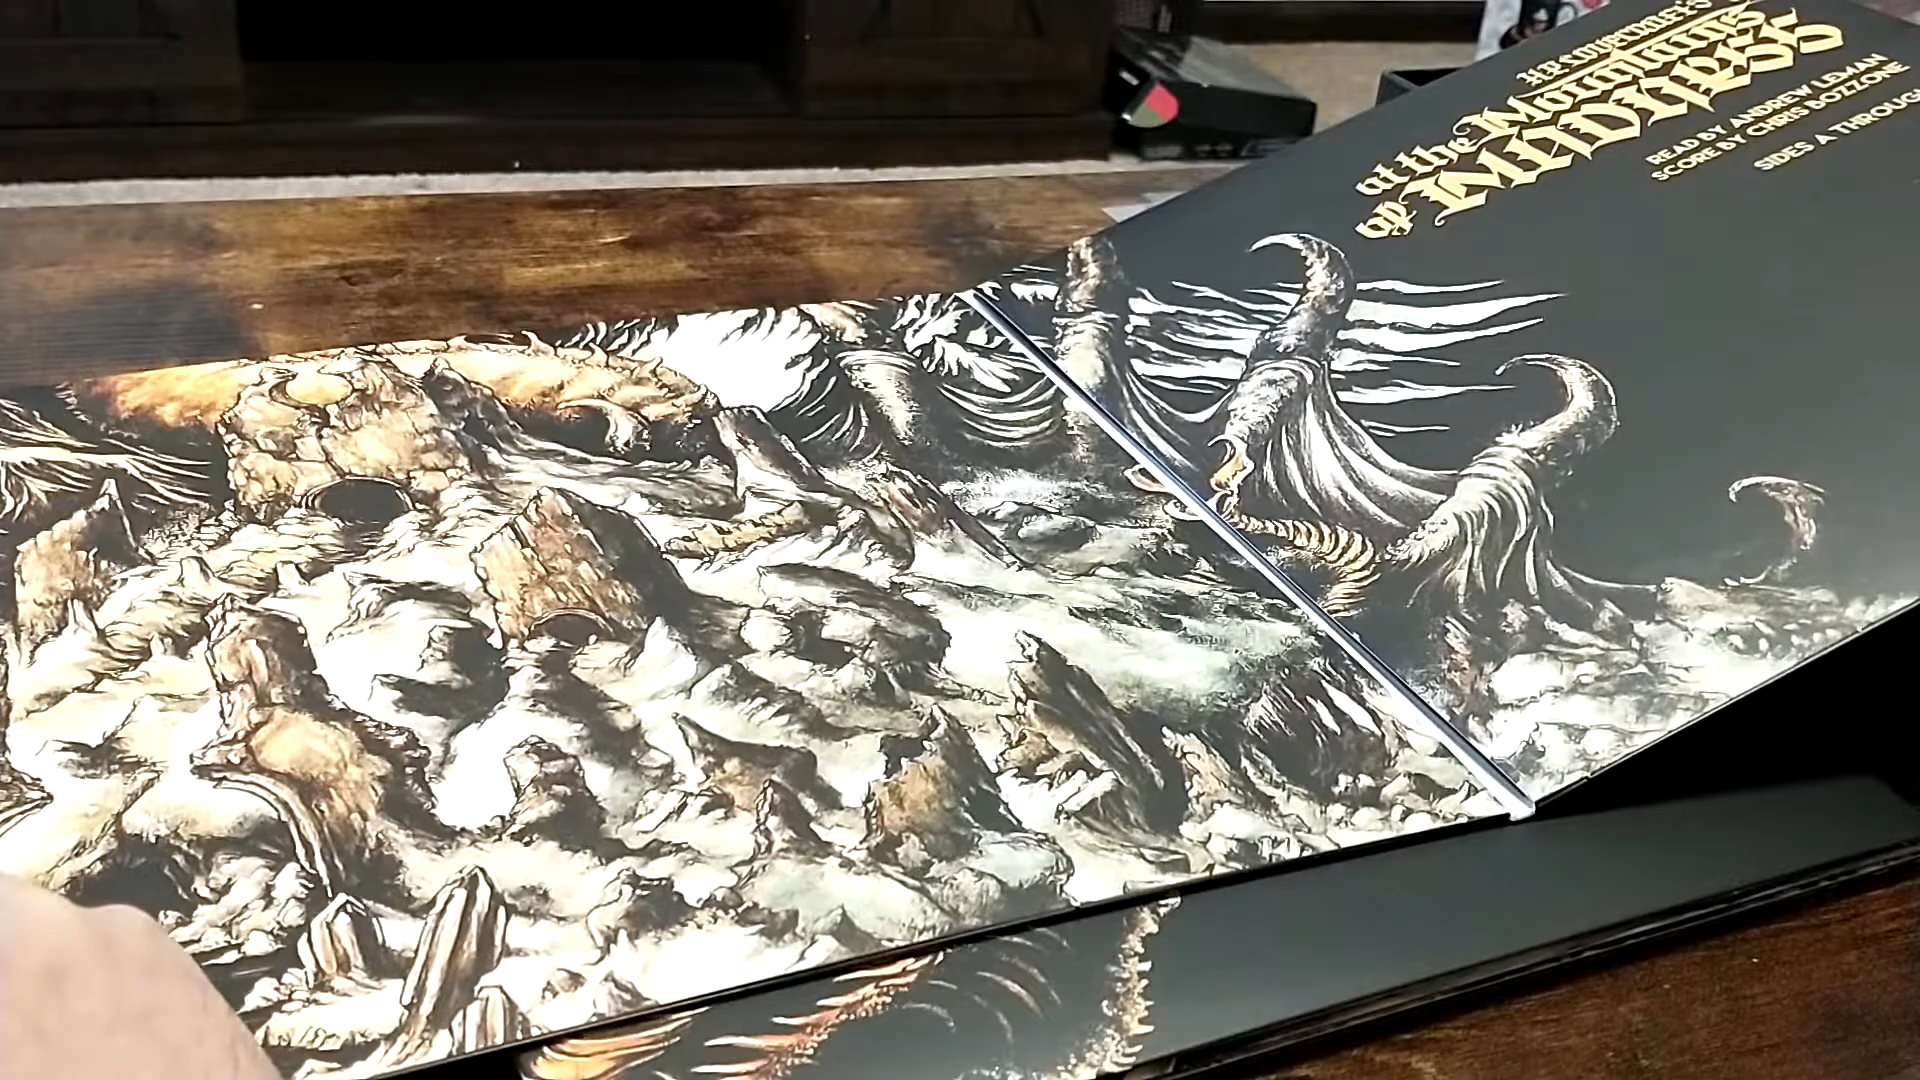 H.P. Lovecraft's
at the Mountains
of MADNESS
READ BY ANDREW LEMAN
SCORE BY CHRIS BOZZONE
SIDES A THROUGH